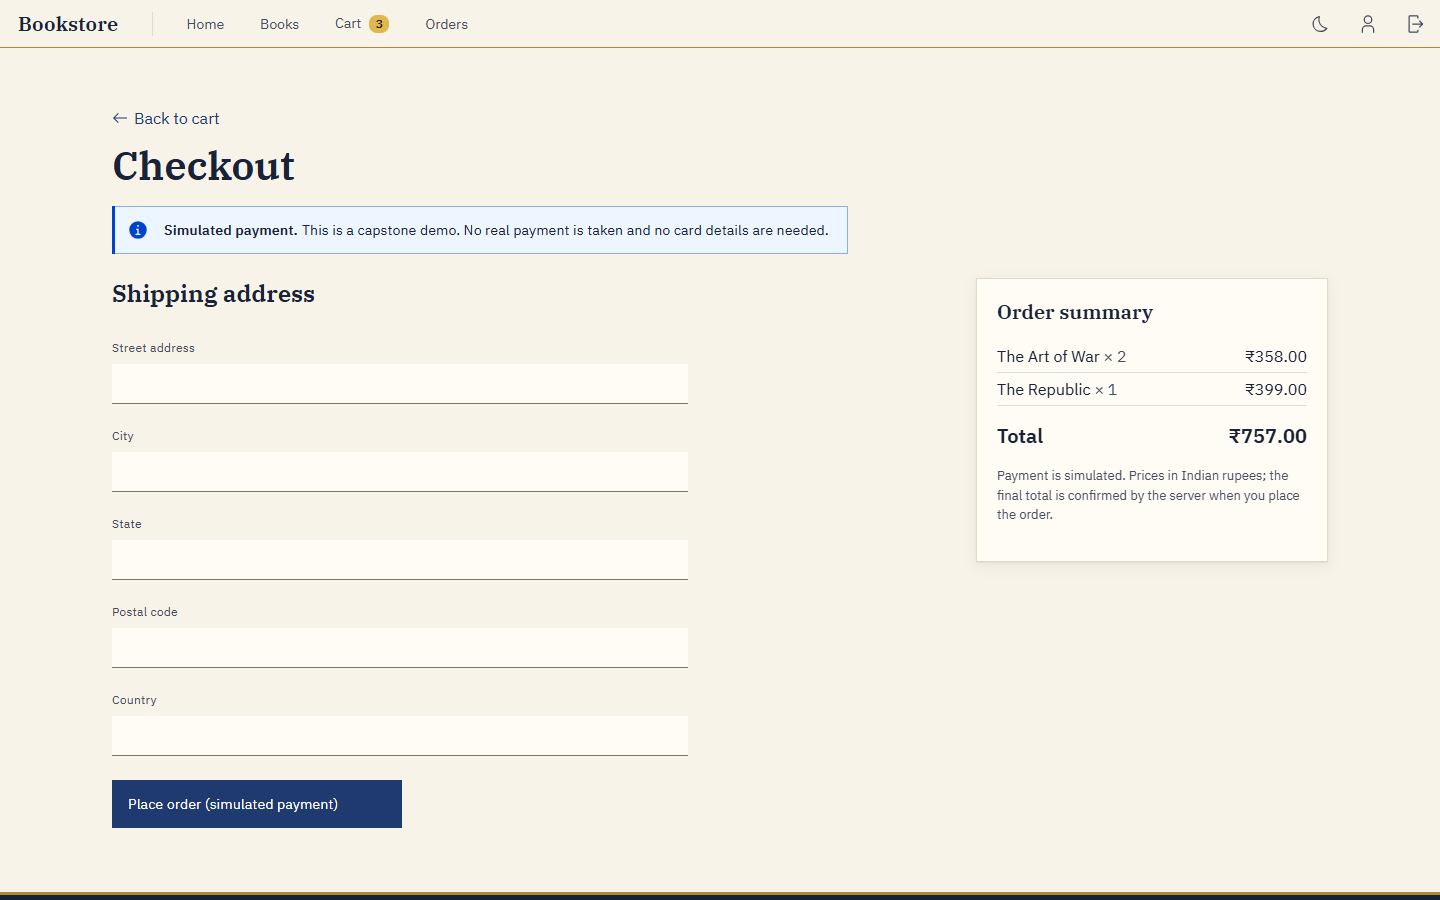 Bookstore
Home
Books
Cart 3
Orders
Back to cart
Checkout
Simulated payment. This is a capstone demo. No real payment is taken and no card details are needed.
Shipping address
Street address
City
State
Postal code
Country
Place order (simulated payment)
Order summary
The Art of War × 2 ₹358.00
The Republic × 1 ₹399.00
Total ₹757.00
Payment is simulated. Prices in Indian rupees; the
final total is confirmed by the server when you place
the order.